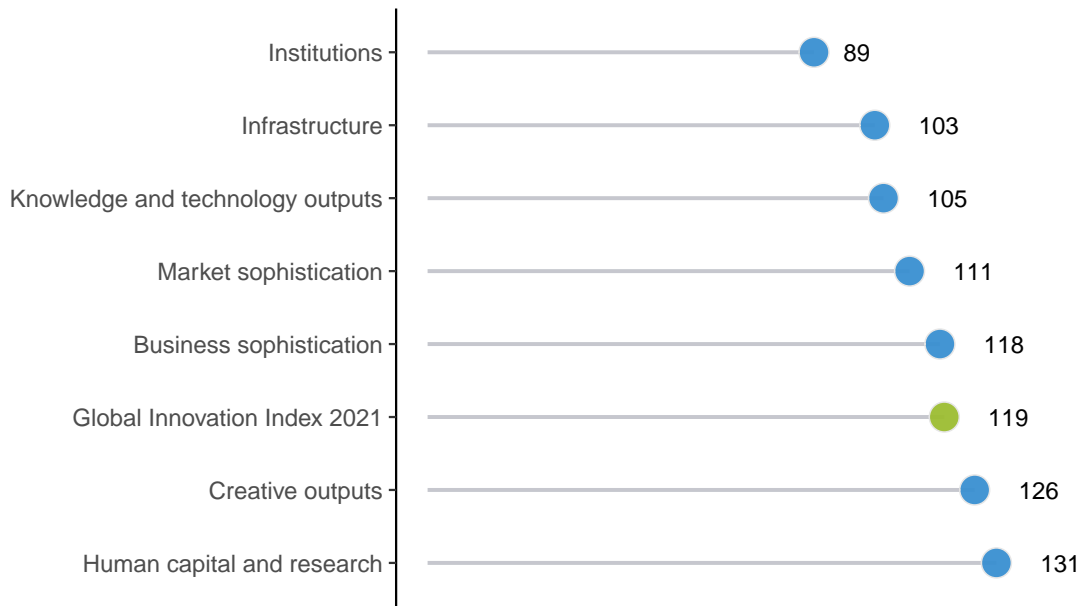 Institutions 89
Infrastructure 103
Knowledge and technology outputs 105
Market sophistication 111
Business sophistication 118
Global Innovation Index 2021 119
Creative outputs 126
Human capital and research 131